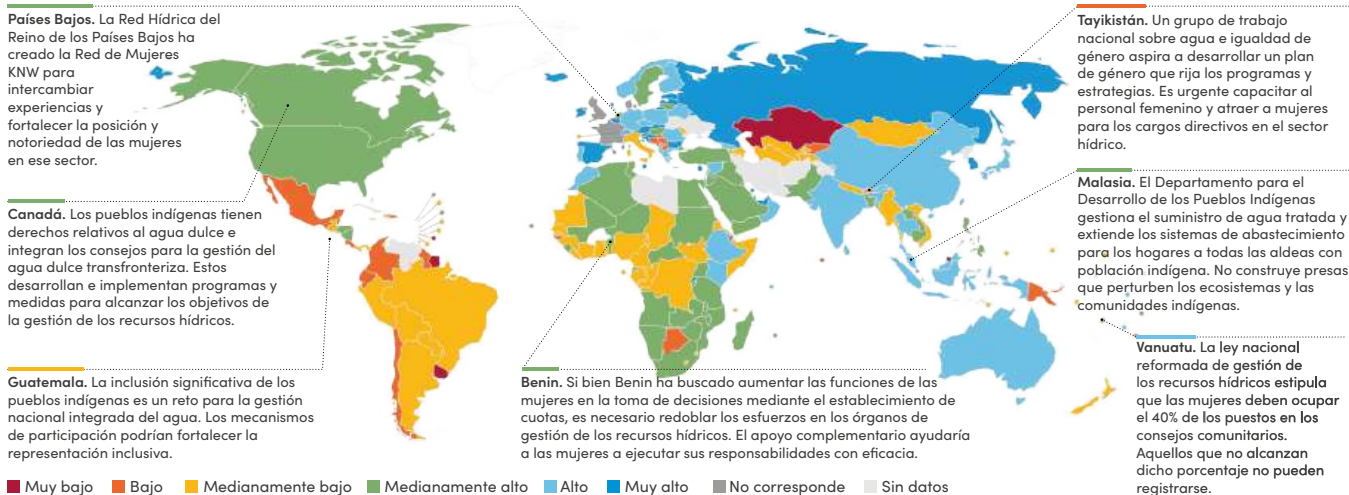 Países Bajos. La Red Hídrica del
Reino de los Países Bajos ha
creado la Red de Mujeres
KNW para
intercambiar
experiencias y
fortalecer la posición y
notoriedad de las mujeres
en ese sector.
Canadá. Los pueblos indígenas tienen
derechos relativos al agua dulce e
integran los consejos para la gestión del
agua dulce transfronteriza. Estos
desarrollan e implementan programas y
medidas para alcanzar los objetivos de
la gestión de los recursos hídricos.
Guatemala. La inclusión significativa de los
pueblos indígenas es un reto para la gestión
nacional integrada del agua. Los mecanismos
de participación podrían fortalecer la
representación inclusiva.
Benin. Si bien Benin ha buscado aumentar las funciones de las
mujeres en la toma de decisiones mediante el establecimiento de
cuotas, es necesario redoblar los esfuerzos en los órganos de
gestión de los recursos hídricos. El apoyo complementario ayudaría
a las mujeres a ejecutar sus responsabilidades con eficacia.
Tayikistán. Un grupo de trabajo
nacional sobre agua e igualdad de
género aspira a desarrollar un plan
de género que rija los programas y
estrategias. Es urgente capacitar al
personal femenino y atraer a mujeres
para los cargos directivos en el sector
hídrico.
Malasia. El Departamento para el
Desarrollo de los Pueblos Indígenas
gestiona el suministro de agua tratada y
extiende los sistemas de abastecimiento
para los hogares a todas las aldeas con
población indígena. No construye presas
que perturben los ecosistemas y las
comunidades indígenas.
Vanuatu. La ley nacional
reformada de gestión de
los recursos hídricos estipula
que las mujeres deben ocupar
el 40% de los puestos en los
consejos comunitarios.
Aquellos que no alcanzan
dicho porcentaje no pueden
registrarse.
Muy bajo
Bajo
Medianamente bajo
Medianamente alto
Alto
Muy alto
No corresponde
Sin datos